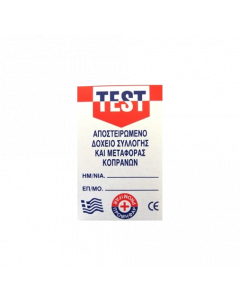 TEST
ΑΠΟΣΤΕΙΡΩΜΕΝΟ
ΔΟΧΕΙΟ ΣΥΛΛΟΓΗΣ
ΚΑΙ ΜΕΤΑΦΟΡΑΣ
ΚΟΠΡΑΝΩΝ
ΗΜ/ΝΙΑ.
ΕΠ/ΜΟ.
CE